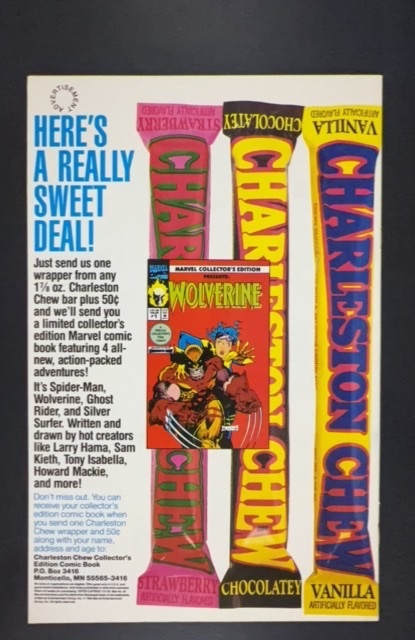 ADVERTISEMENT
HERE'S
A REALLY
SWEET
DEAL!
Just send us one
wrapper from any
1⅞ oz. Charleston
Chew bar plus 50¢
and we'll send you
a limited collector's
edition Marvel comic
book featuring 4 all-
new, action-packed
adventures!
It's Spider-Man,
Wolverine, Ghost
Rider, and Silver
Surfer. Written and
drawn by hot creators
like Larry Hama, Sam
Kieth, Tony Isabella,
Howard Mackie,
and more!
Don't miss out. You can
receive your collector's
edition comic book when
you send one Charleston
Chew wrapper and 50¢
along with your name,
address and age to:
Charleston Chew Collector's
Edition Comic Book
P.O. Box 3416
Monticello, MN 55565-3416
STRAWBERRY
ARTIFICIALLY FLAVORED
CHAR
CHEW
STRAWBERRY
ARTIFICIALLY FLAVORED
CHOCOLATEY
CHARLESTON CHEW
CHOCOLATEY
VANILLA
ARTIFICIALLY FLAVORED
CHARLESTON CHEW
VANILLA
ARTIFICIALLY FLAVORED
MARVEL COLLECTOR'S EDITION
PRESENTS:
WOLVERINE
#1